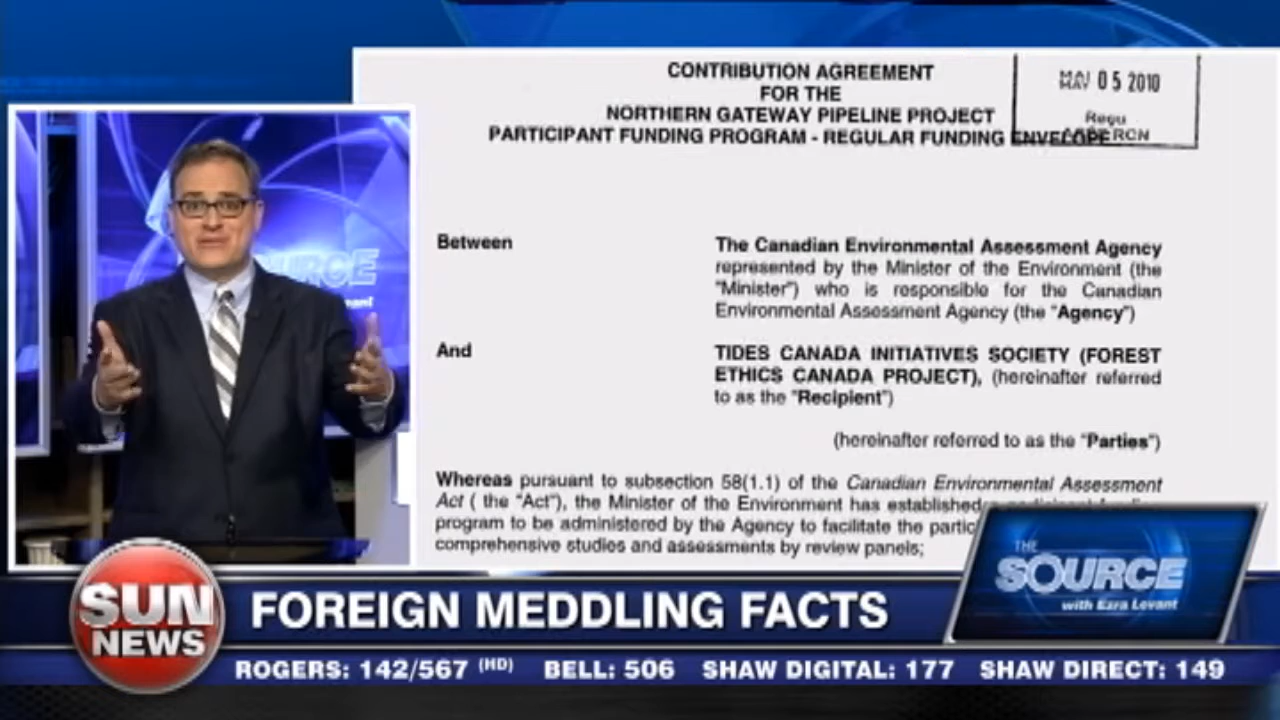 CONTRIBUTION AGREEMENT
FOR THE
NORTHERN GATEWAY PIPELINE PROJECT
PARTICIPANT FUNDING PROGRAM - REGULAR FUNDING ENVELOPE
MAY 05 2010
Between
The Canadian Environmental Assessment Agency
represented by the Minister of the Environment (the
"Minister") who is responsible for the Canadian
Environmental Assessment Agency (the "Agency")
And
TIDES CANADA INITIATIVES SOCIETY (FOREST
ETHICS CANADA PROJECT), (hereinafter referred
to as the "Recipient")
(hereinafter referred to as the "Parties")
Whereas pursuant to subsection 58(1.1) of the Canadian Environmental Assessment
Act ( the "Act"), the Minister of the Environment has established
program to be administered by the Agency to facilitate the partic
comprehensive studies and assessments by review panels;
THE
SOURCE
with Ezra Levant
SUN
NEWS
FOREIGN MEDDLING FACTS
ROGERS: 142/567 (HD) BELL: 506 SHAW DIGITAL: 177 SHAW DIRECT: 149